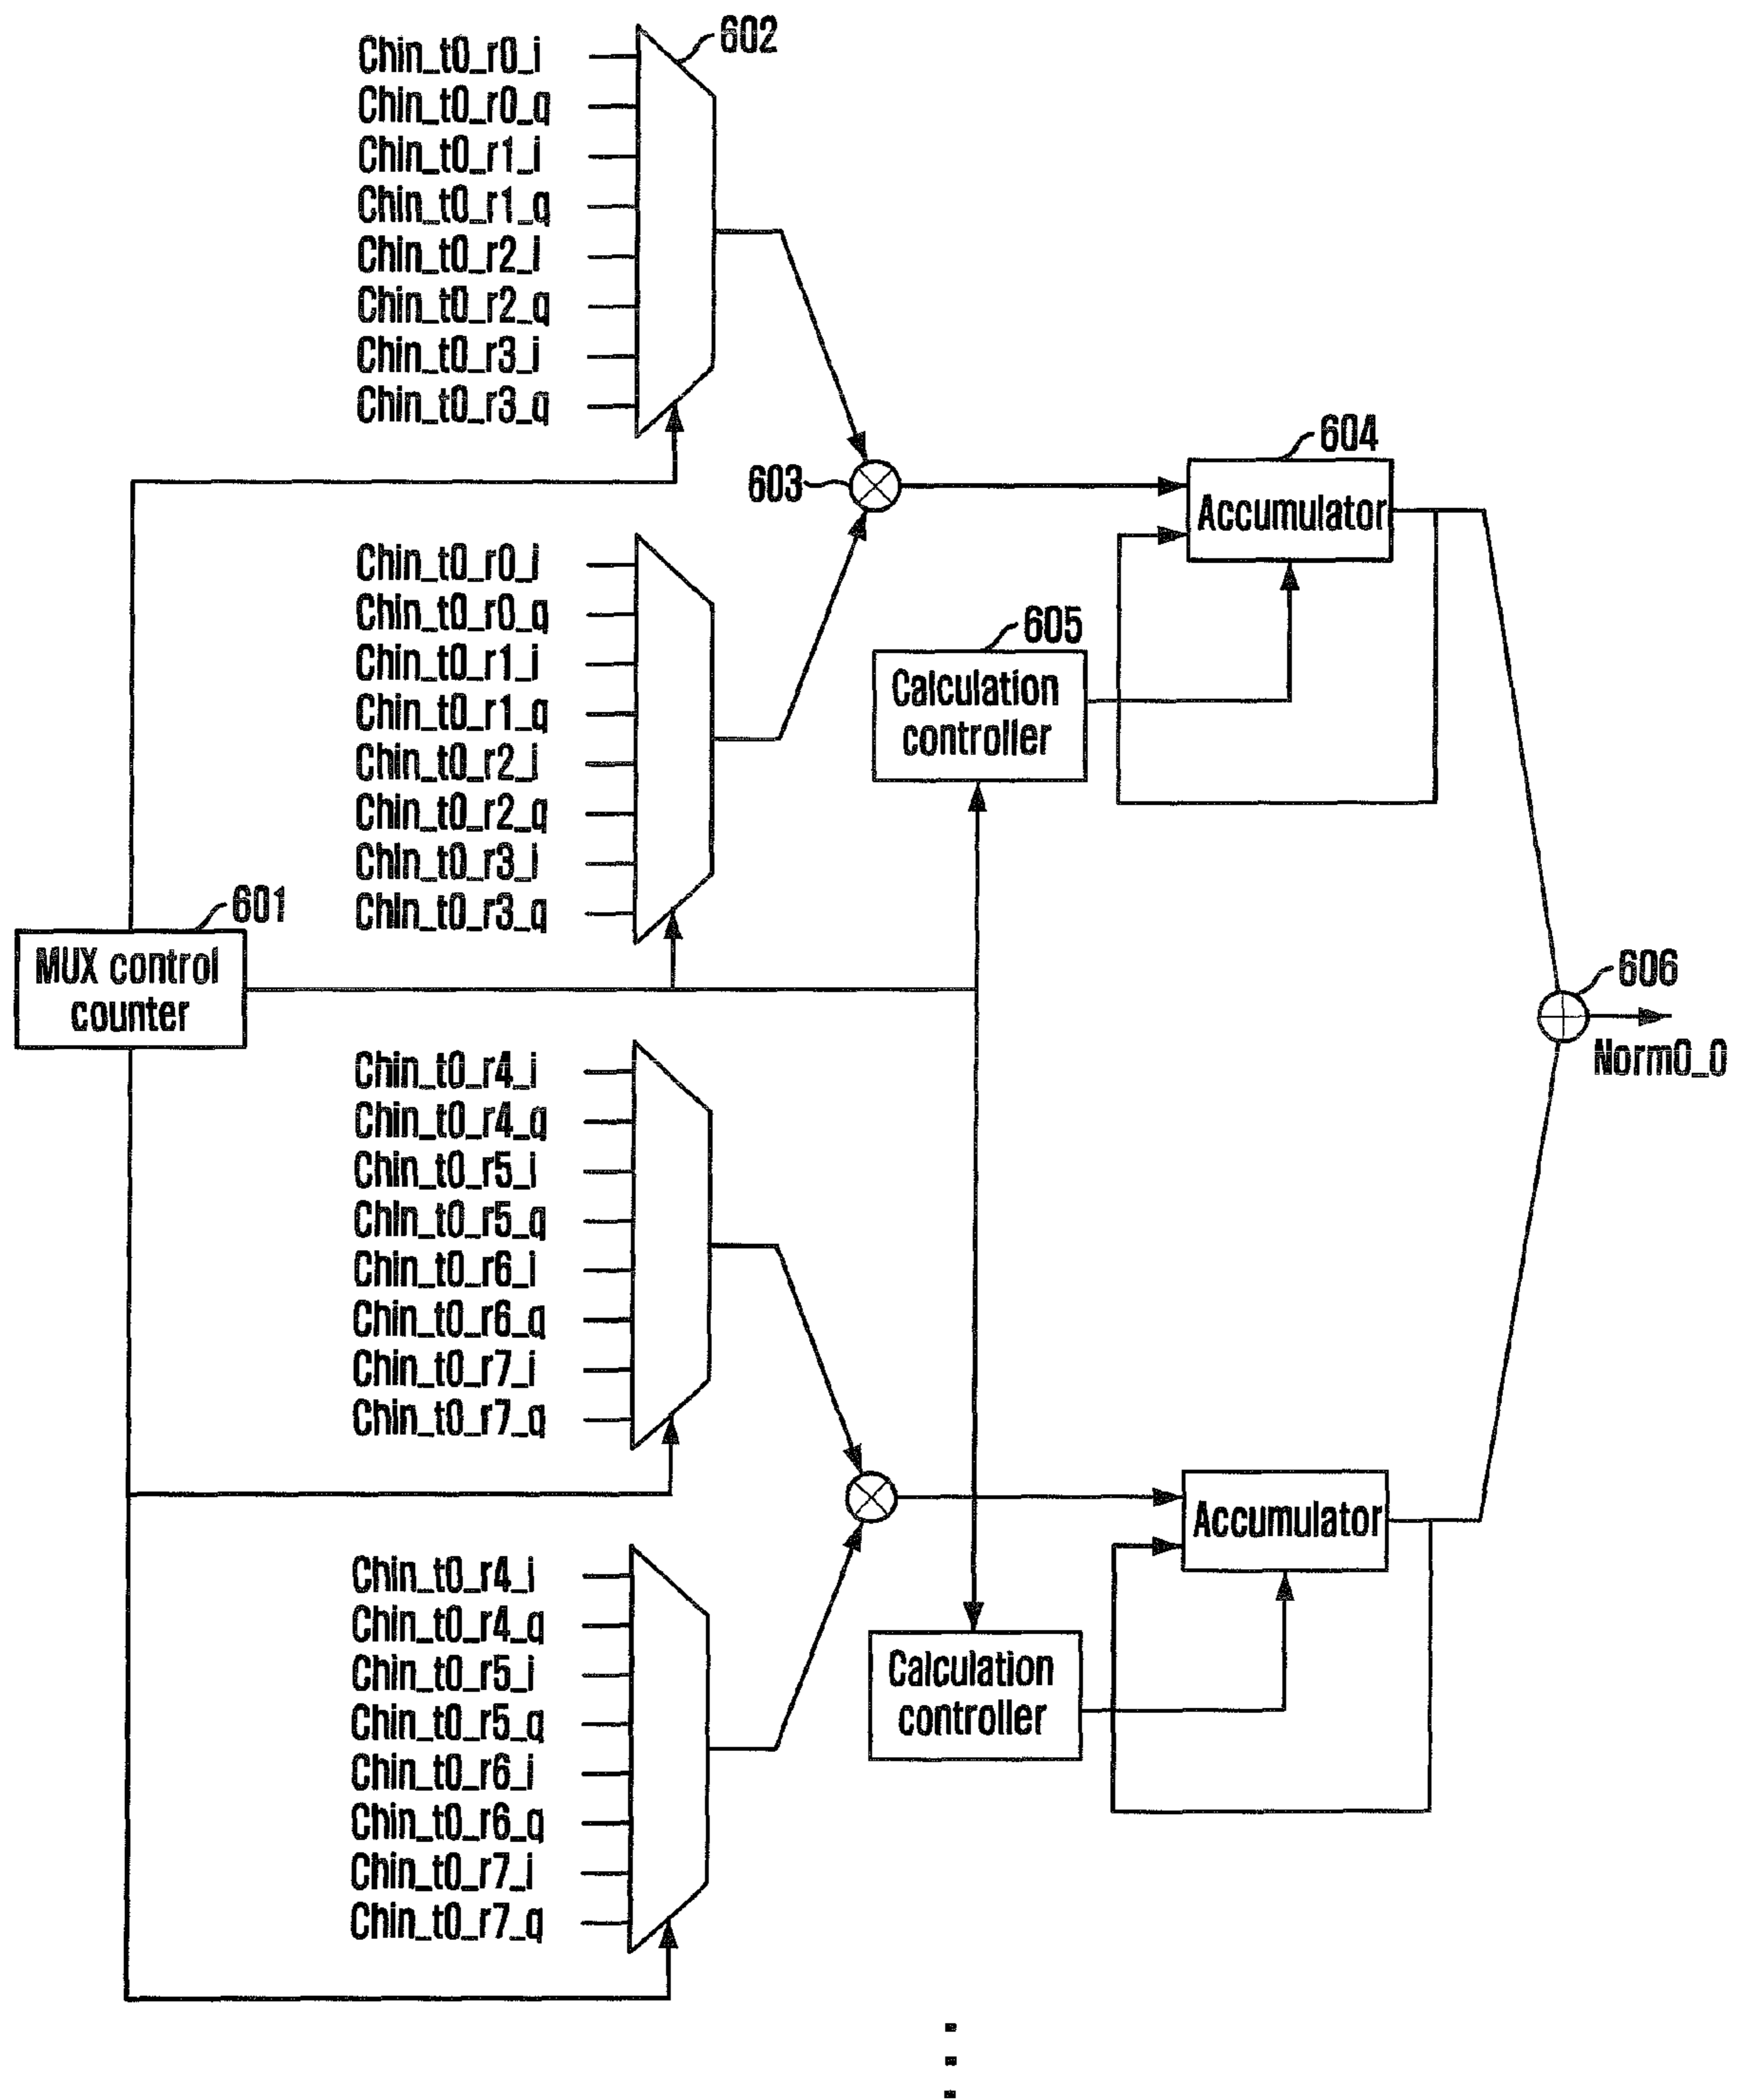 602
Chin_t0_r0_i
Chin_t0_r0_q
Chin_t0_r1_i
Chin_t0_r1_q
Chin_t0_r2_i
Chin_t0_r2_q
Chin_t0_r3_i
Chin_t0_r3_q
603
604
Accumulator
Chin_t0_r0_i
Chin_t0_r0_q
Chin_t0_r1_i
Chin_t0_r1_q
Chin_t0_r2_i
Chin_t0_r2_q
Chin_t0_r3_i
Chin_t0_r3_q
605
Calculation
controller
601
MUX control
counter
606
Norm0_0
Chin_t0_r4_i
Chin_t0_r4_q
Chin_t0_r5_i
Chin_t0_r5_q
Chin_t0_r6_i
Chin_t0_r6_q
Chin_t0_r7_i
Chin_t0_r7_q
Accumulator
Chin_t0_r4_i
Chin_t0_r4_q
Chin_t0_r5_i
Chin_t0_r5_q
Chin_t0_r6_i
Chin_t0_r6_q
Chin_t0_r7_i
Chin_t0_r7_q
Calculation
controller